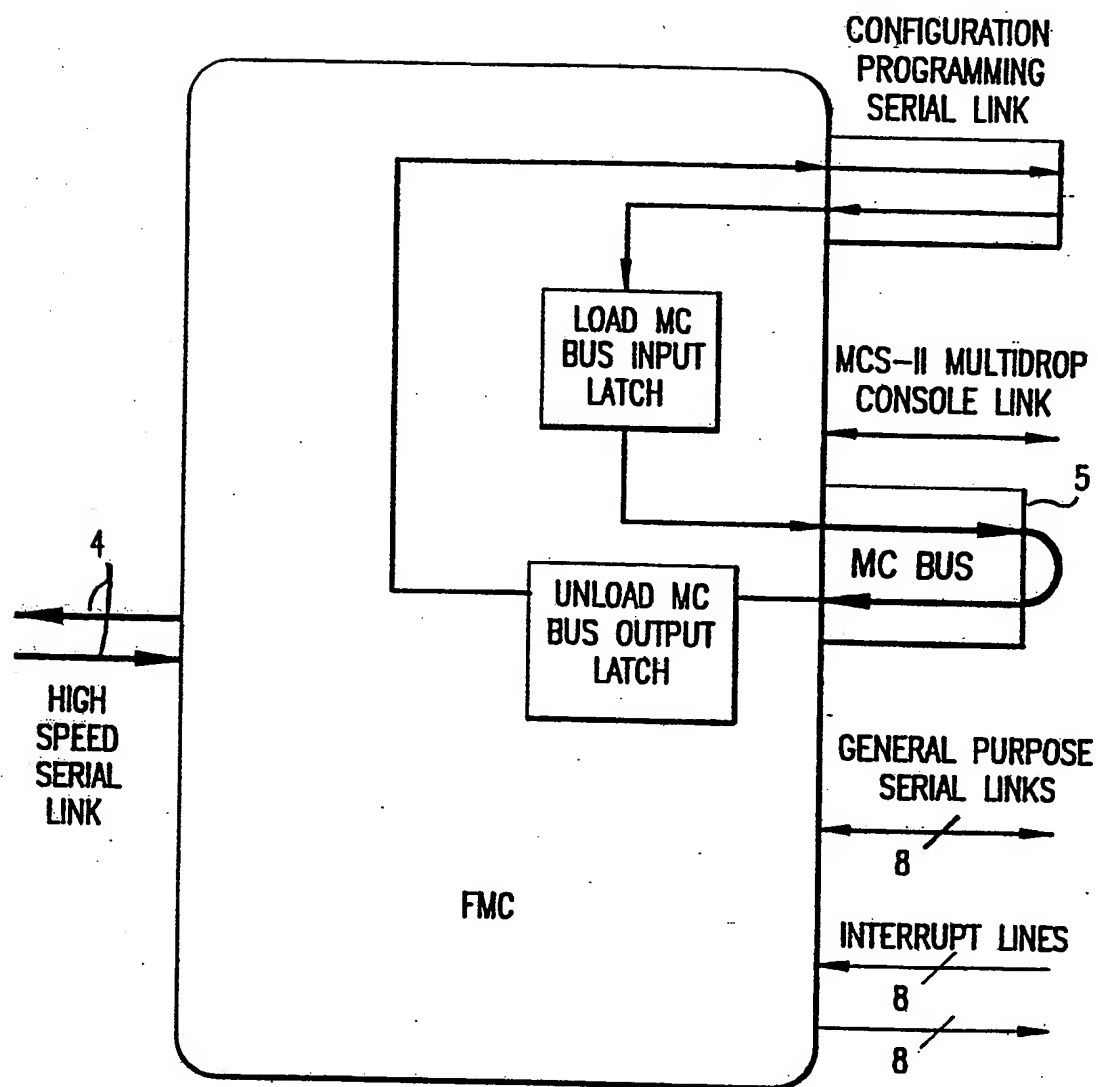 CONFIGURATION
PROGRAMMING
SERIAL LINK
LOAD MC
BUS INPUT
LATCH
MCS-II MULTIDROP
CONSOLE LINK
5
MC BUS
UNLOAD MC
BUS OUTPUT
LATCH
4
HIGH
SPEED
SERIAL
LINK
GENERAL PURPOSE
SERIAL LINKS
8
FMC
INTERRUPT LINES
8
8